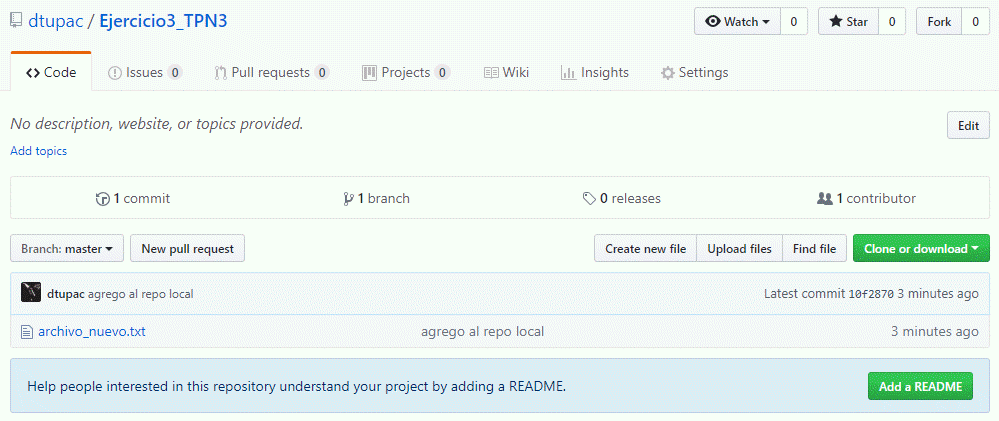 dtupac / Ejercicio3_TPN3
Watch 0 Star 0 Fork 0
Code Issues 0 Pull requests 0 Projects 0 Wiki Insights Settings
No description, website, or topics provided. Edit
Add topics
1 commit 1 branch 0 releases 1 contributor
Branch: master New pull request Create new file Upload files Find file Clone or download
dtupac agrego al repo local Latest commit 10f2870 3 minutes ago
archivo_nuevo.txt agrego al repo local 3 minutes ago
Help people interested in this repository understand your project by adding a README. Add a README